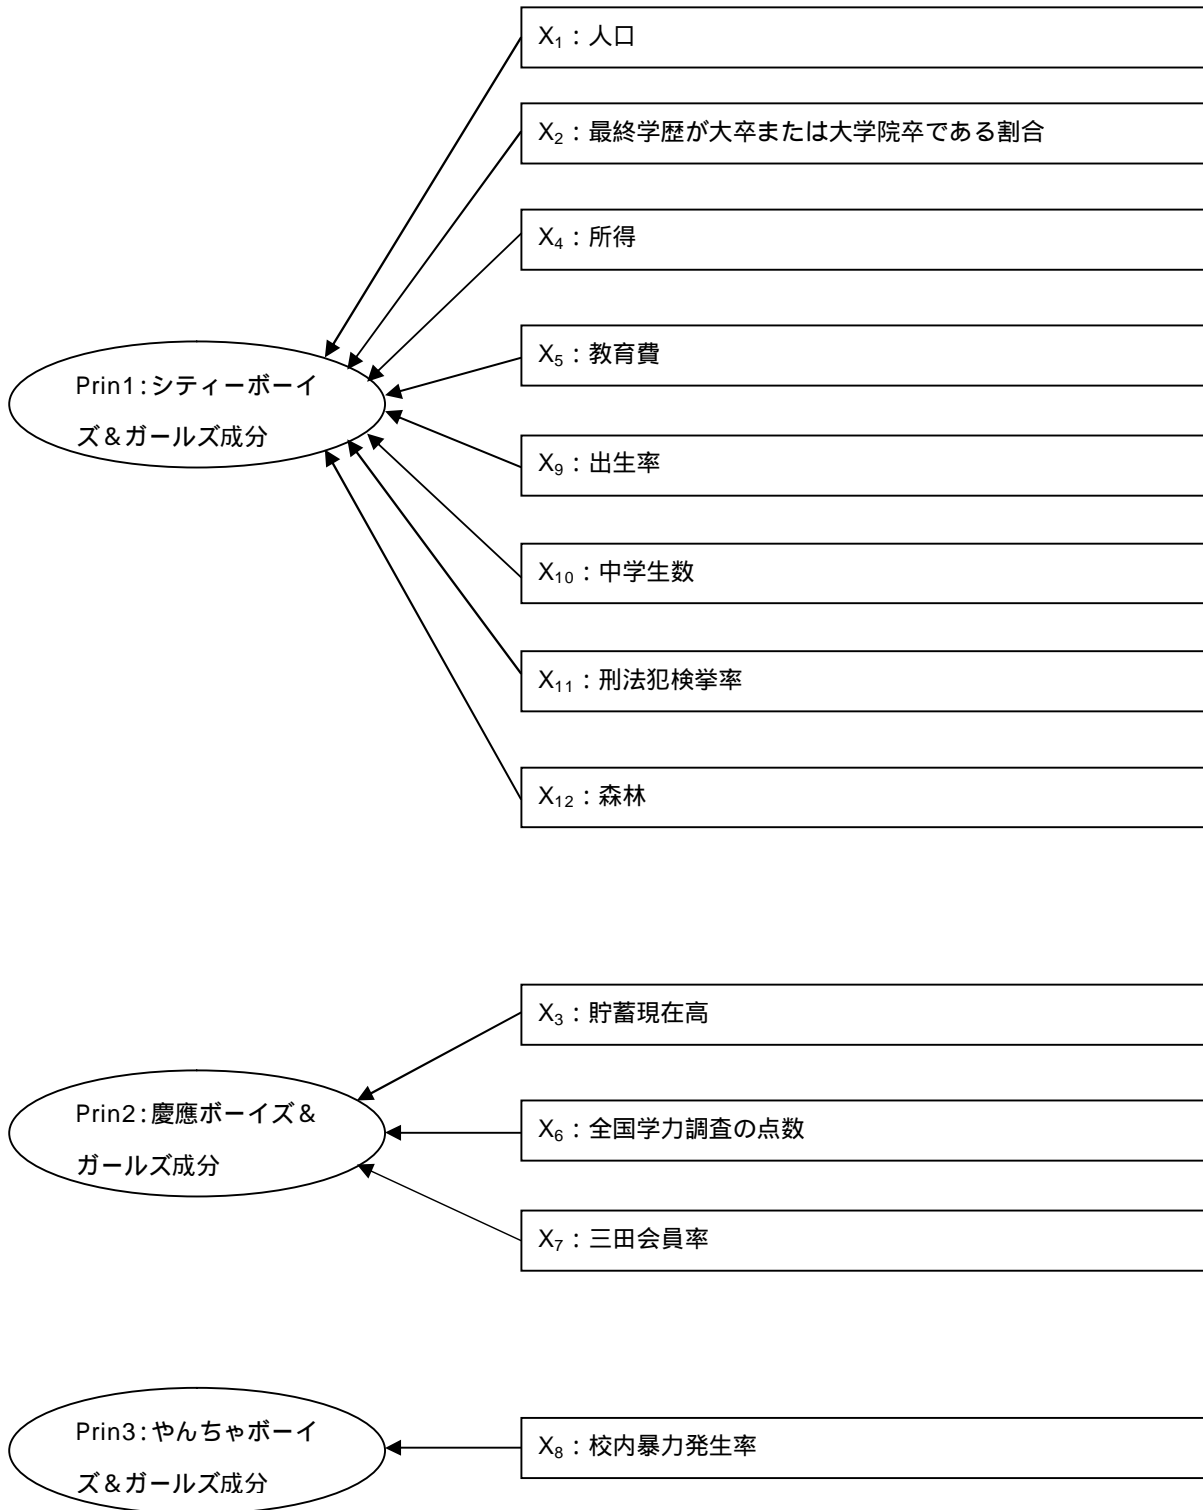 X₁：人口
X₂：最終学歴が大卒または大学院卒である割合
X₄：所得
X₅：教育費
Prin1：シティーボーイ
ズ＆ガールズ成分
X₉：出生率
X₁₀：中学生数
X₁₁：刑法犯検挙率
X₁₂：森林
X₃：貯蓄現在高
Prin2：慶應ボーイズ＆
ガールズ成分
X₆：全国学力調査の点数
X₇：三田会員率
Prin3：やんちゃボーイ
ズ＆ガールズ成分
X₈：校内暴力発生率